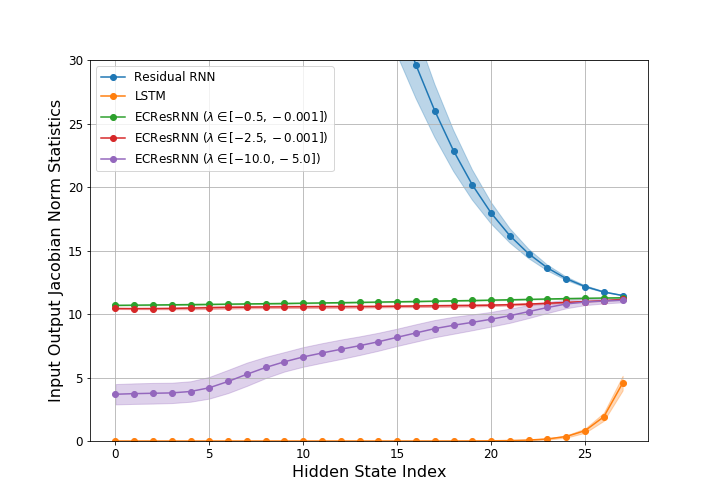 30
25
20
15
10
5
0
Input Output Jacobian Norm Statistics
Residual RNN
LSTM
ECResRNN (λ ∈ [−0.5, −0.001])
ECResRNN (λ ∈ [−2.5, −0.001])
ECResRNN (λ ∈ [−10.0, −5.0])
0 5 10 15 20 25
Hidden State Index